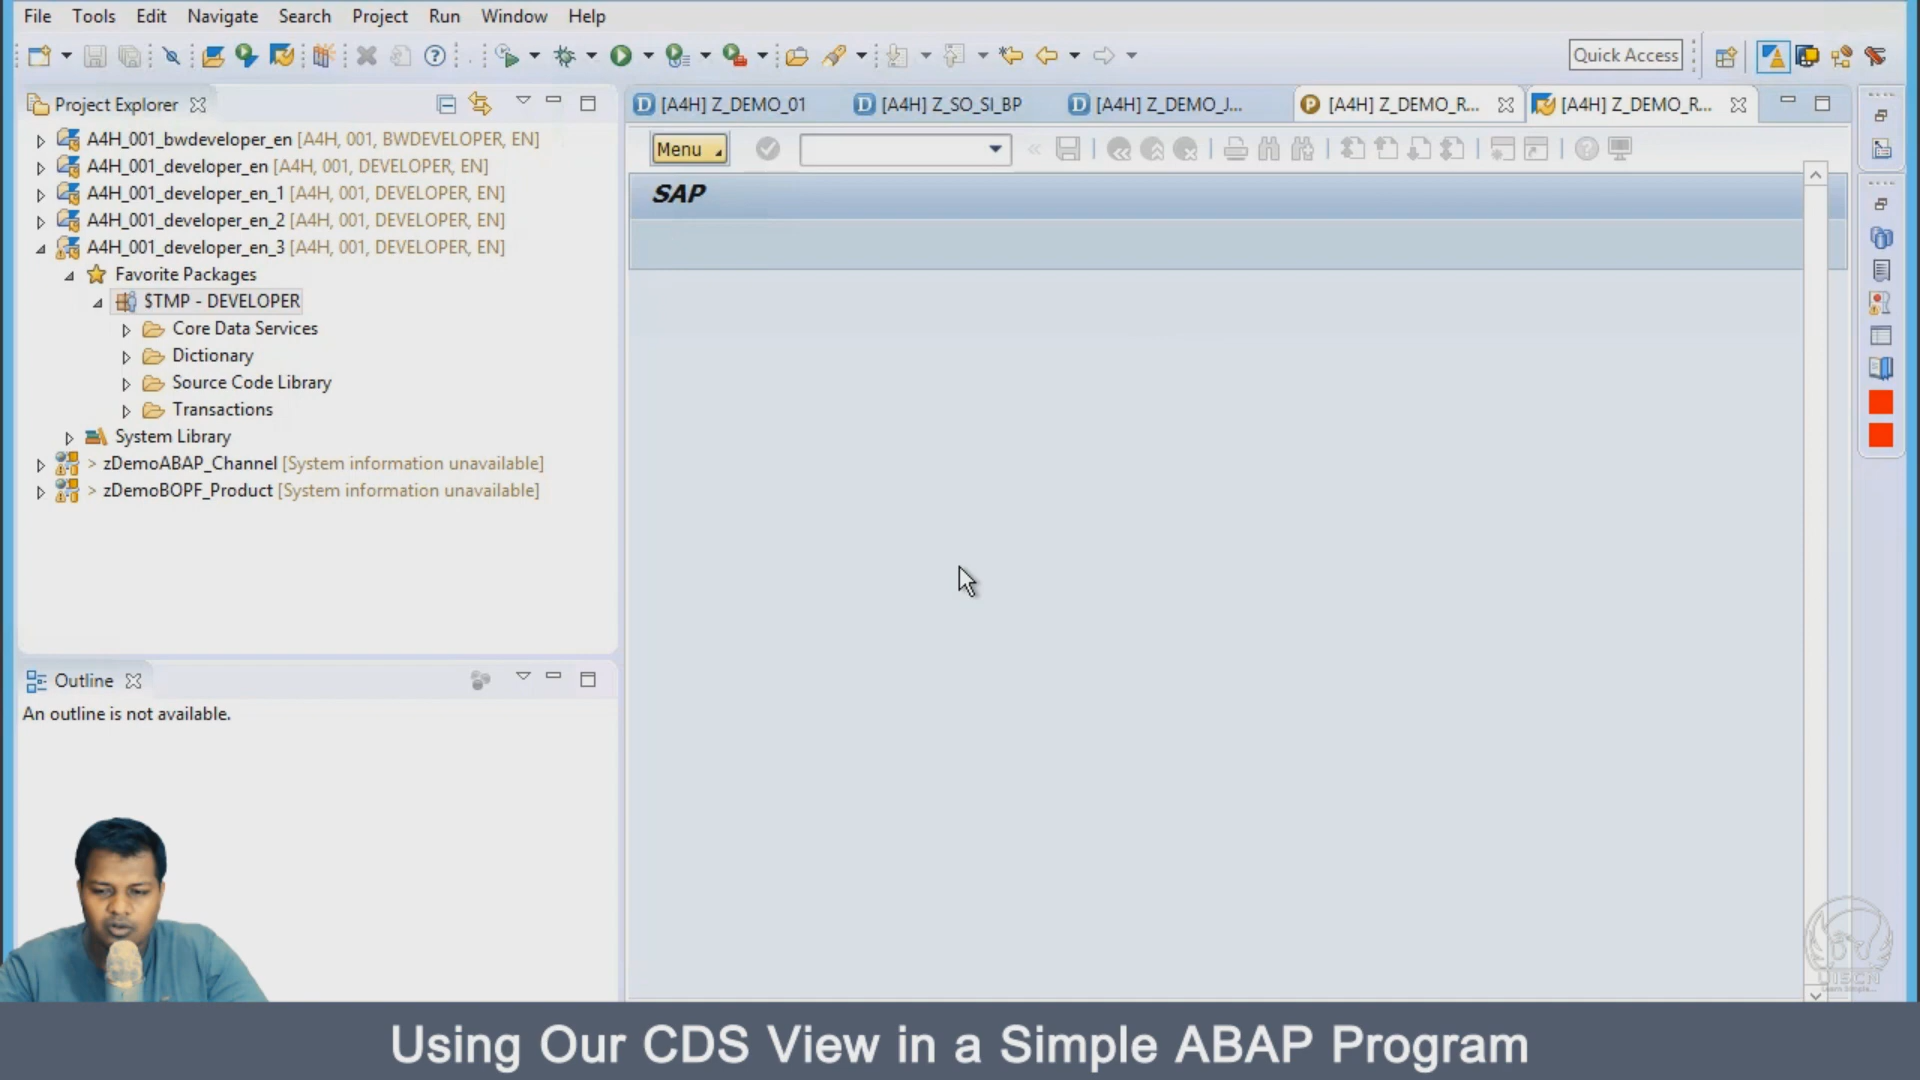 File Tools Edit Navigate Search Project Run Window Help
Quick Access
Project Explorer
[A4H] Z_DEMO_01 [A4H] Z_SO_SI_BP [A4H] Z_DEMO_J... [A4H] Z_DEMO_R... [A4H] Z_DEMO_R...
Menu
SAP
A4H_001_bwdeveloper_en [A4H, 001, BWDEVELOPER, EN]
A4H_001_developer_en [A4H, 001, DEVELOPER, EN]
A4H_001_developer_en_1 [A4H, 001, DEVELOPER, EN]
A4H_001_developer_en_2 [A4H, 001, DEVELOPER, EN]
A4H_001_developer_en_3 [A4H, 001, DEVELOPER, EN]
Favorite Packages
$TMP - DEVELOPER
Core Data Services
Dictionary
Source Code Library
Transactions
System Library
> zDemoABAP_Channel [System information unavailable]
> zDemoBOPF_Product [System information unavailable]
Outline
An outline is not available.
Using Our CDS View in a Simple ABAP Program